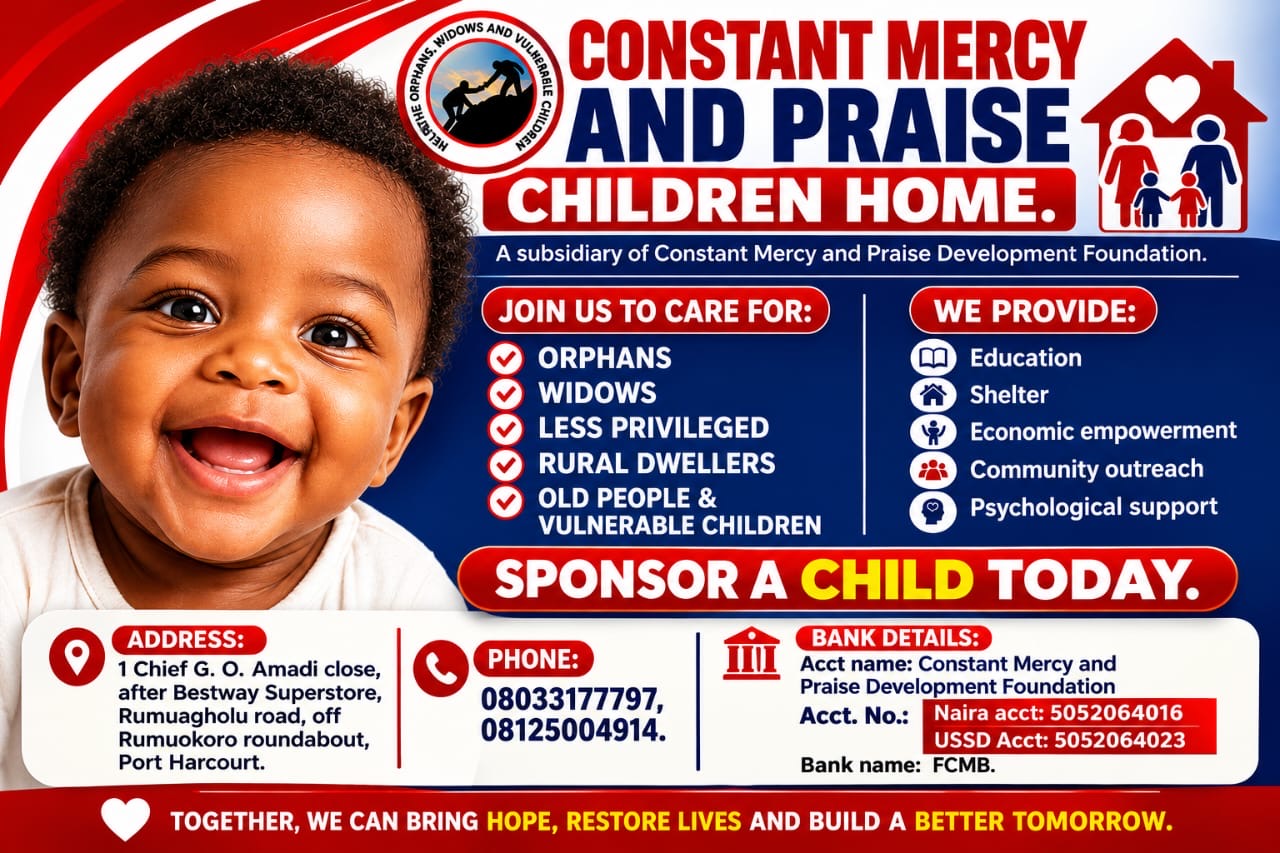 HELPTHE ORPHANS, WIDOWS AND VULNERABLE CHILDREN
CONSTANT MERCY
AND PRAISE
CHILDREN HOME.
A subsidiary of Constant Mercy and Praise Development Foundation.
JOIN US TO CARE FOR:
ORPHANS
WIDOWS
LESS PRIVILEGED
RURAL DWELLERS
OLD PEOPLE &
VULNERABLE CHILDREN
WE PROVIDE:
Education
Shelter
Economic empowerment
Community outreach
Psychological support
SPONSOR A CHILD TODAY.
ADDRESS:
1 Chief G. O. Amadi close,
after Bestway Superstore,
Rumuagholu road, off
Rumuokoro roundabout,
Port Harcourt.
PHONE:
08033177797,
08125004914.
BANK DETAILS:
Acct name: Constant Mercy and
Praise Development Foundation
Acct. No.: Naira acct: 5052064016
USSD Acct: 5052064023
Bank name: FCMB.
TOGETHER, WE CAN BRING HOPE, RESTORE LIVES AND BUILD A BETTER TOMORROW.